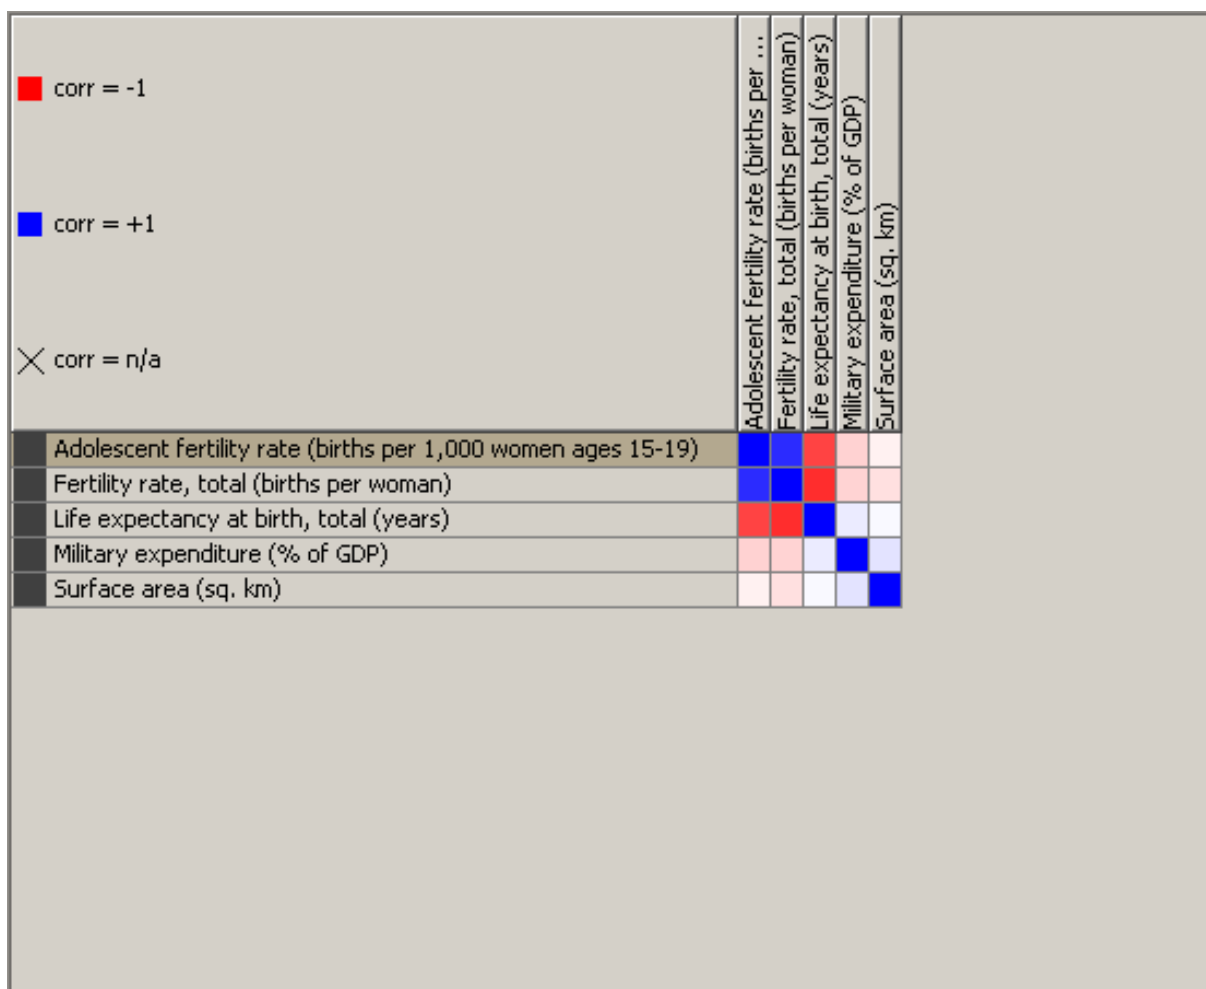 corr = -1
corr = +1
corr = n/a
Adolescent fertility rate (births per ...
Fertility rate, total (births per woman)
Life expectancy at birth, total (years)
Military expenditure (% of GDP)
Surface area (sq. km)
Adolescent fertility rate (births per 1,000 women ages 15-19)
Fertility rate, total (births per woman)
Life expectancy at birth, total (years)
Military expenditure (% of GDP)
Surface area (sq. km)